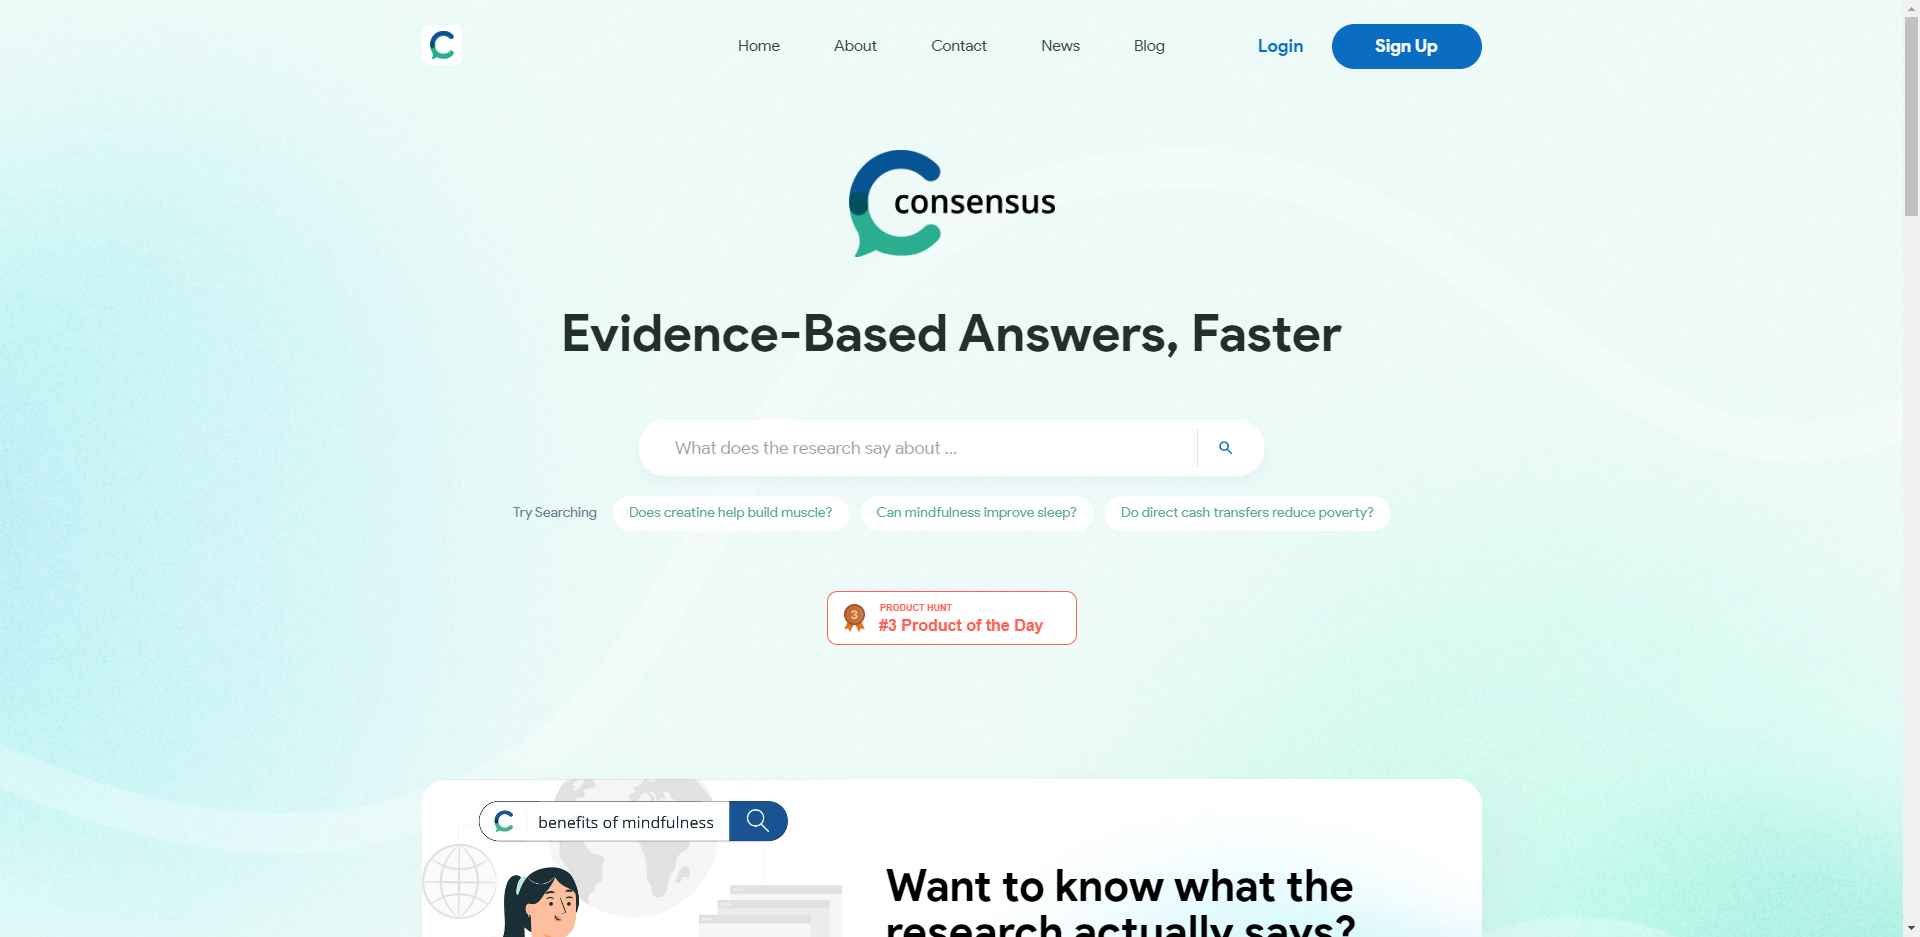 Home
About
Contact
News
Blog
Login
Sign Up
consensus
Evidence-Based Answers, Faster
What does the research say about ...
Try Searching
Does creatine help build muscle?
Can mindfulness improve sleep?
Do direct cash transfers reduce poverty?
3
PRODUCT HUNT
#3 Product of the Day
benefits of mindfulness
Want to know what the
research actually says?